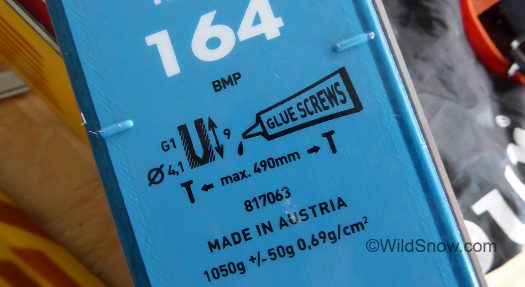 164
BMP
GLUE SCREWS
G1
9
Ø 4,1
T ← max. 490mm → T
817063
MADE IN AUSTRIA
1050g +/-50g 0,69g/cm²
©WildSnow.com